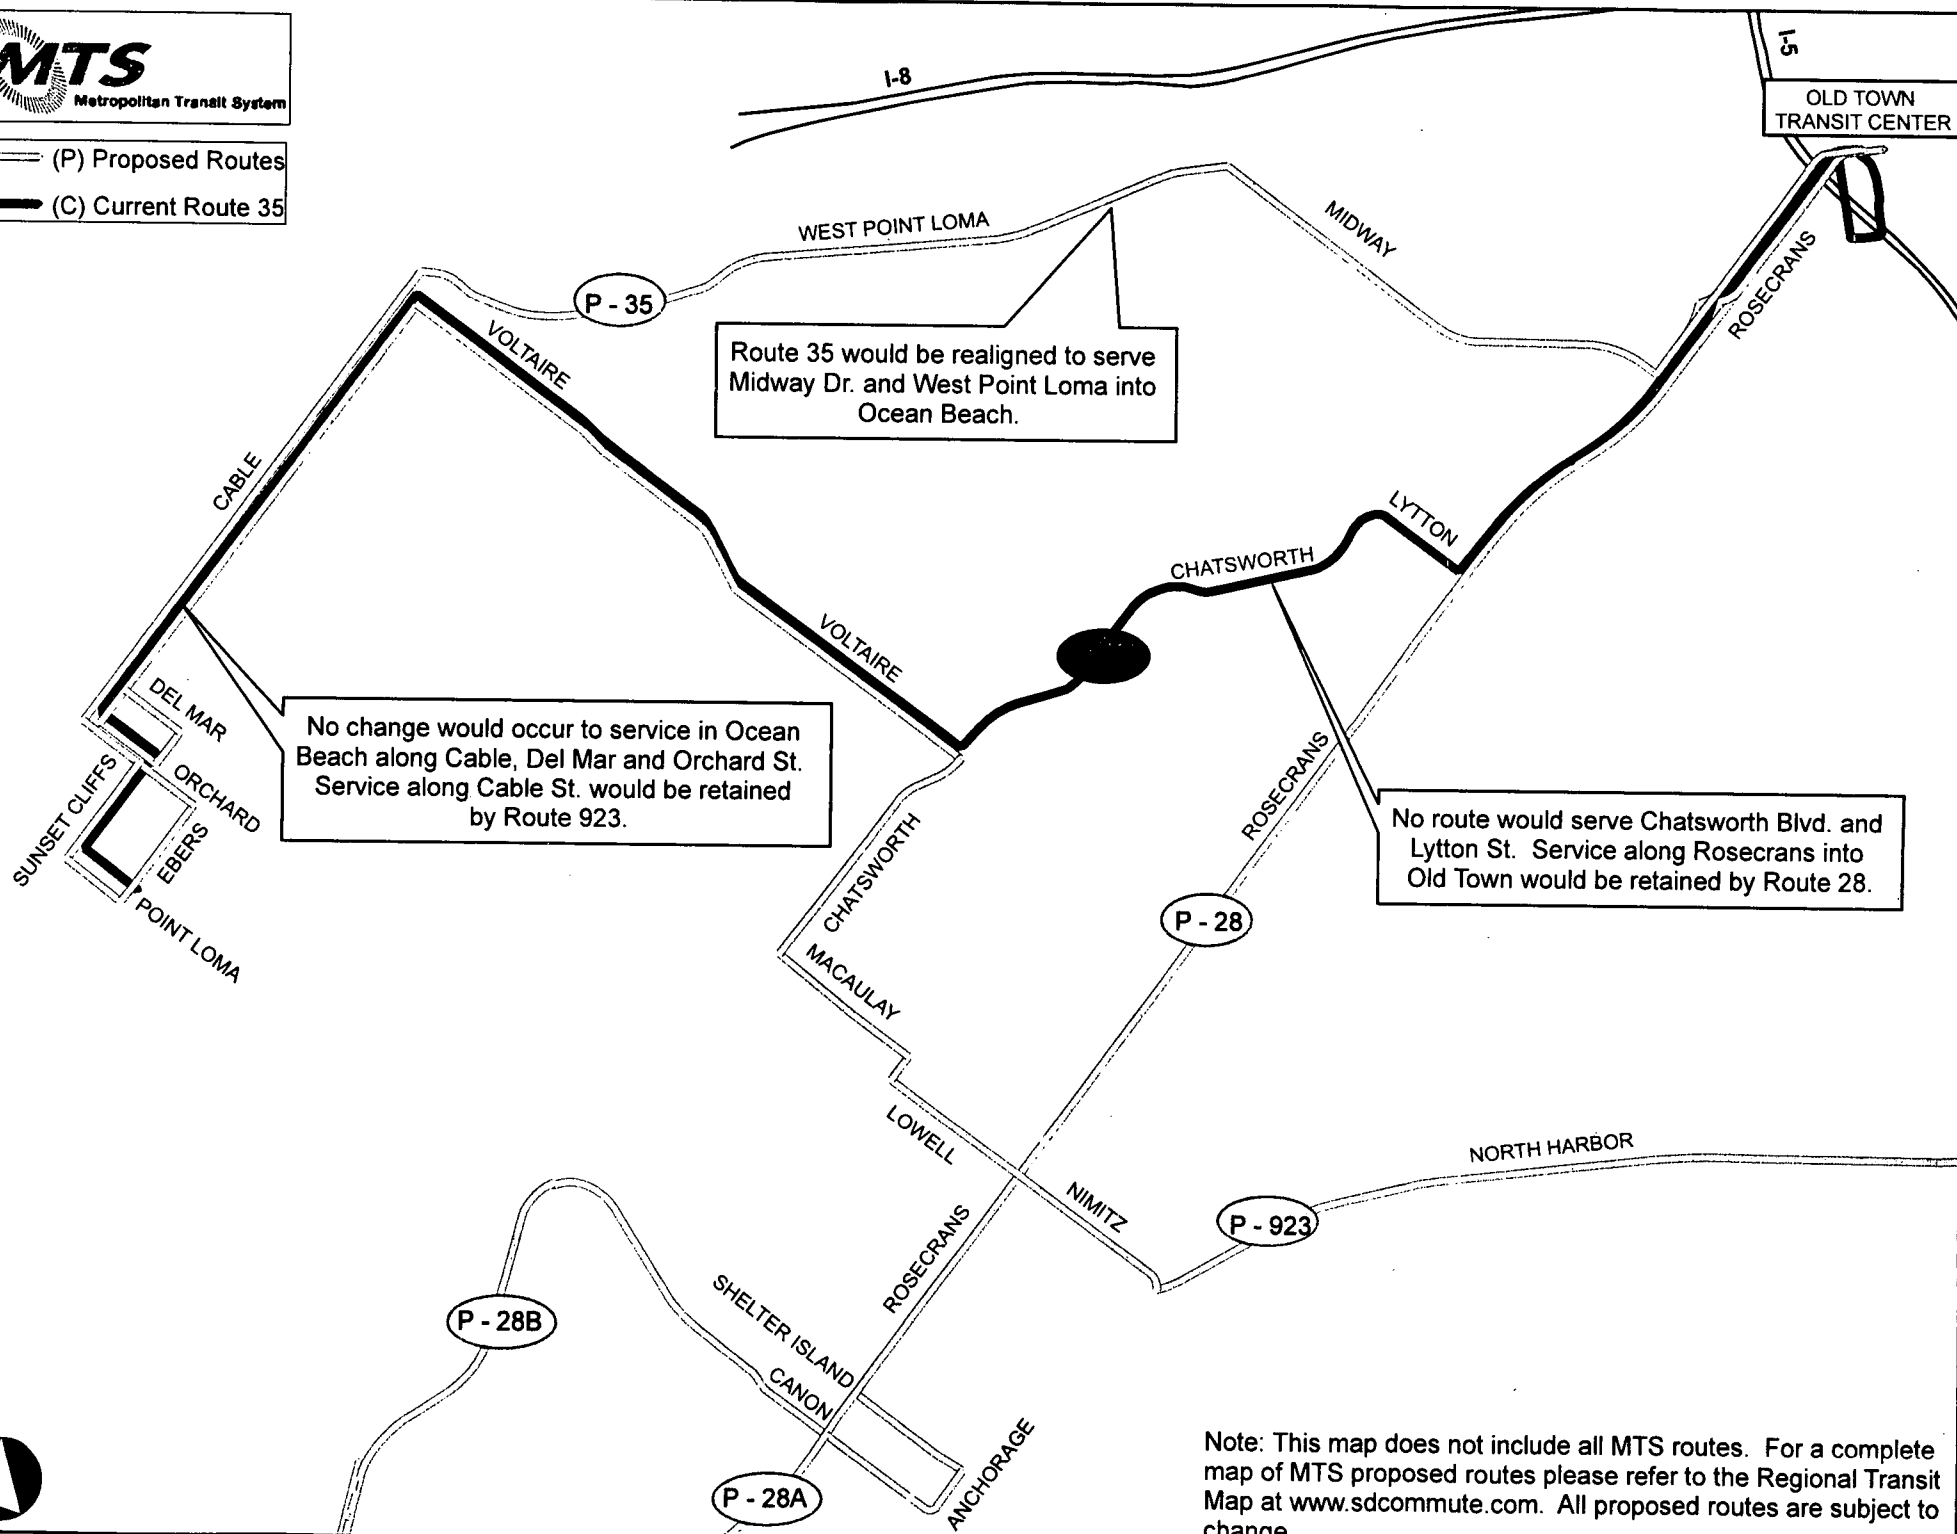 MTS
Metropolitan Transit System
(P) Proposed Routes
(C) Current Route 35
I-8
I-5
OLD TOWN
TRANSIT CENTER
WEST POINT LOMA
MIDWAY
ROSECRANS
P - 35
VOLTAIRE
Route 35 would be realigned to serve
Midway Dr. and West Point Loma into
Ocean Beach.
CABLE
LYTTON
CHATSWORTH
VOLTAIRE
DEL MAR
No change would occur to service in Ocean
Beach along Cable, Del Mar and Orchard St.
Service along Cable St. would be retained
by Route 923.
ORCHARD
SUNSET CLIFFS
EBERS
POINT LOMA
ROSECRANS
No route would serve Chatsworth Blvd. and
Lytton St. Service along Rosecrans into
Old Town would be retained by Route 28.
CHATSWORTH
P - 28
MACAULAY
LOWELL
NORTH HARBOR
NIMITZ
P - 923
ROSECRANS
SHELTER ISLAND
P - 28B
CANON
ANCHORAGE
P - 28A
Note: This map does not include all MTS routes. For a complete
map of MTS proposed routes please refer to the Regional Transit
Map at www.sdcommute.com. All proposed routes are subject to
change